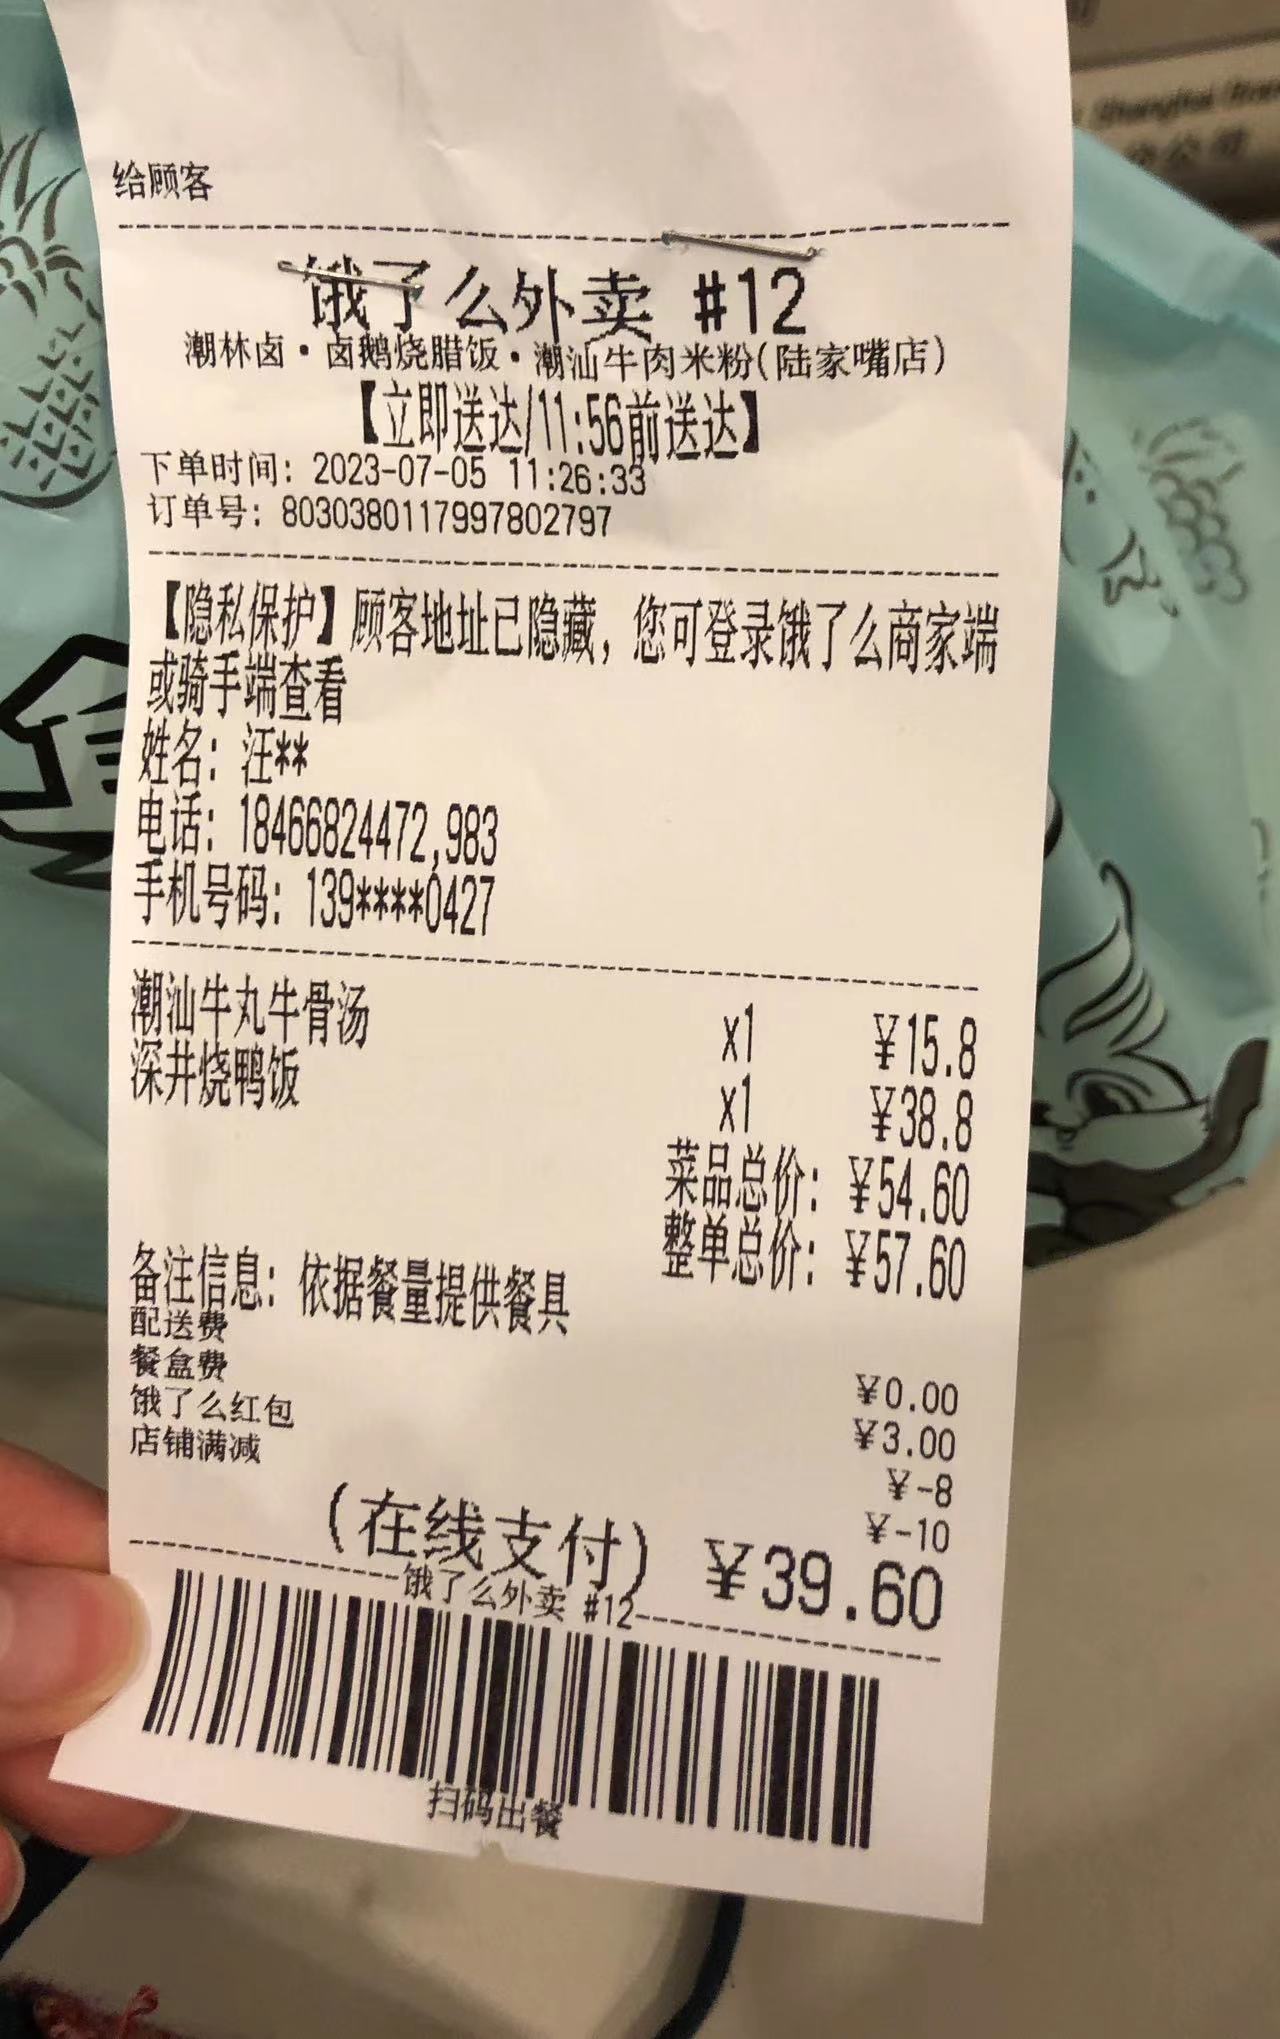 Shanghai
公司
给顾客
饿了么外卖 #12
潮林卤·卤鹅烧腊饭·潮汕牛肉米粉(陆家嘴店)
【立即送达/11:56前送达】
下单时间: 2023-07-05 11:26:33
订单号: 8030380117997802797
【隐私保护】顾客地址已隐藏, 您可登录饿了么商家端
或骑手端查看
姓名: 汪**
电话: 18466824472,983
手机号码: 139****0427
潮汕牛丸牛骨汤 x1 ¥15.8
深井烧鸭饭 x1 ¥38.8
菜品总价: ¥54.60
整单总价: ¥57.60
备注信息: 依据餐量提供餐具
配送费 ¥0.00
餐盒费 ¥3.00
饿了么红包 ¥-8
店铺满减 ¥-10
(在线支付) ¥39.60
饿了么外卖 #12
扫码出餐